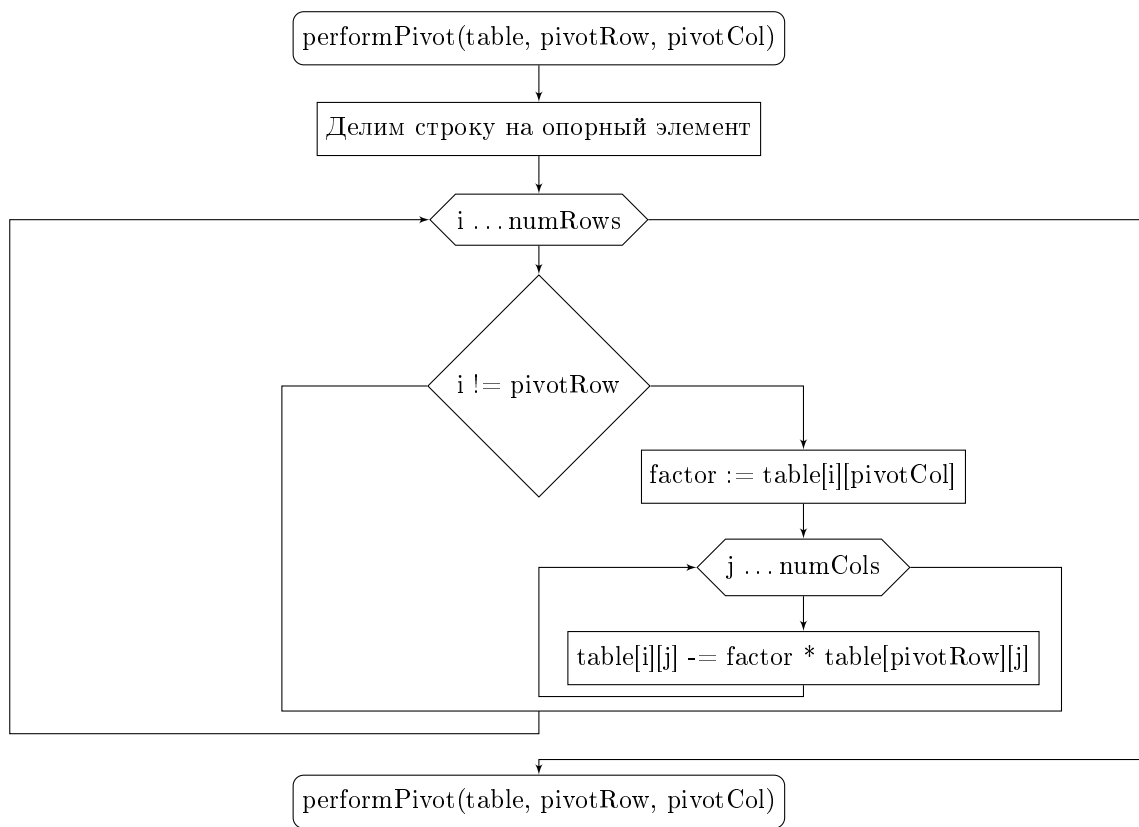 performPivot(table, pivotRow, pivotCol)
Делим строку на опорный элемент
i ...numRows
i != pivotRow
factor := table[i][pivotCol]
j ...numCols
table[i][j] -= factor * table[pivotRow][j]
performPivot(table, pivotRow, pivotCol)